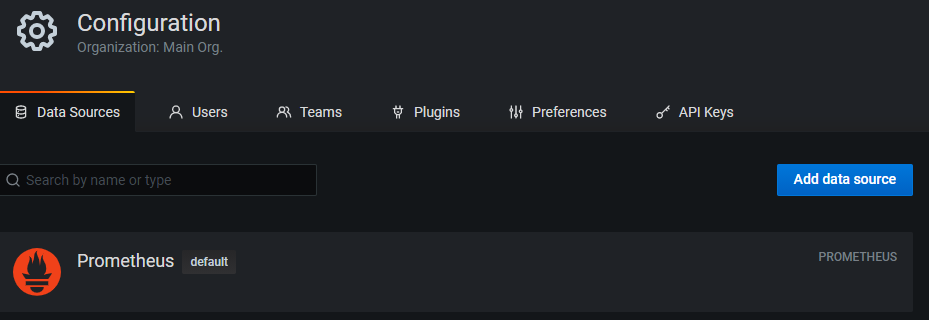 Configuration
Organization: Main Org.
Data Sources Users Teams Plugins Preferences API Keys
Search by name or type
Add data source
Prometheus default
PROMETHEUS